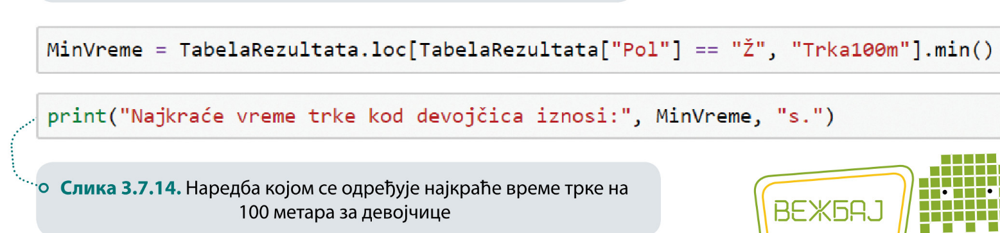 MinVreme = TabelaRezultata.loc[TabelaRezultata["Pol"] == "Ž", "Trka100m"].min()
print("Najkraće vreme trke kod devojčica iznosi:", MinVreme, "s.")
Слика 3.7.14. Наредба којом се одређује најкраће време трке на
100 метара за девојчице
ВЕЖБАЈ